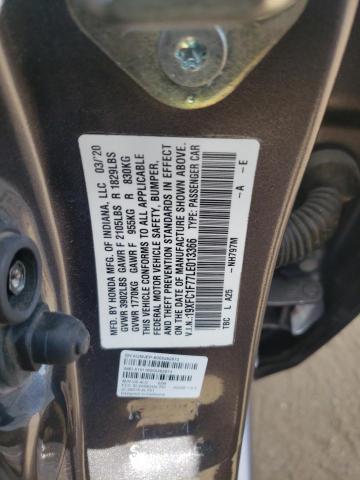 MFD. BY HONDA MFG. OF INDIANA, LLC 03/20
GVWR 3902LBS GAWR F 2105LBS R 1829LBS
GVWR 1770KG GAWR F 955KG R 830KG
THIS VEHICLE CONFORMS TO ALL APPLICABLE
FEDERAL MOTOR VEHICLE SAFETY, BUMPER,
AND THEFT PREVENTION STANDARDS IN EFFECT
ON THE DATE OF MANUFACTURE SHOWN ABOVE.
V.I.N.:19XFC1F77LE013366 TYPE: PASSENGER CAR
TBC L A25 -NH797M -A -E